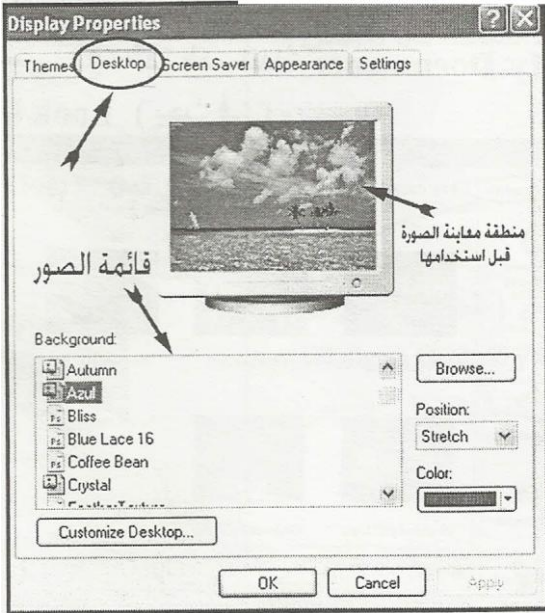 Display Properties
Themes Desktop Screen Saver Appearance Settings
منطقة معاينة الصورة
قبل استخدامها
قائمة الصور
Background:
Autumn
Azul
Browse...
Bliss
Position:
Blue Lace 16
Stretch
Coffee Bean
Crystal
Color:
Customize Desktop...
OK Cancel Apply